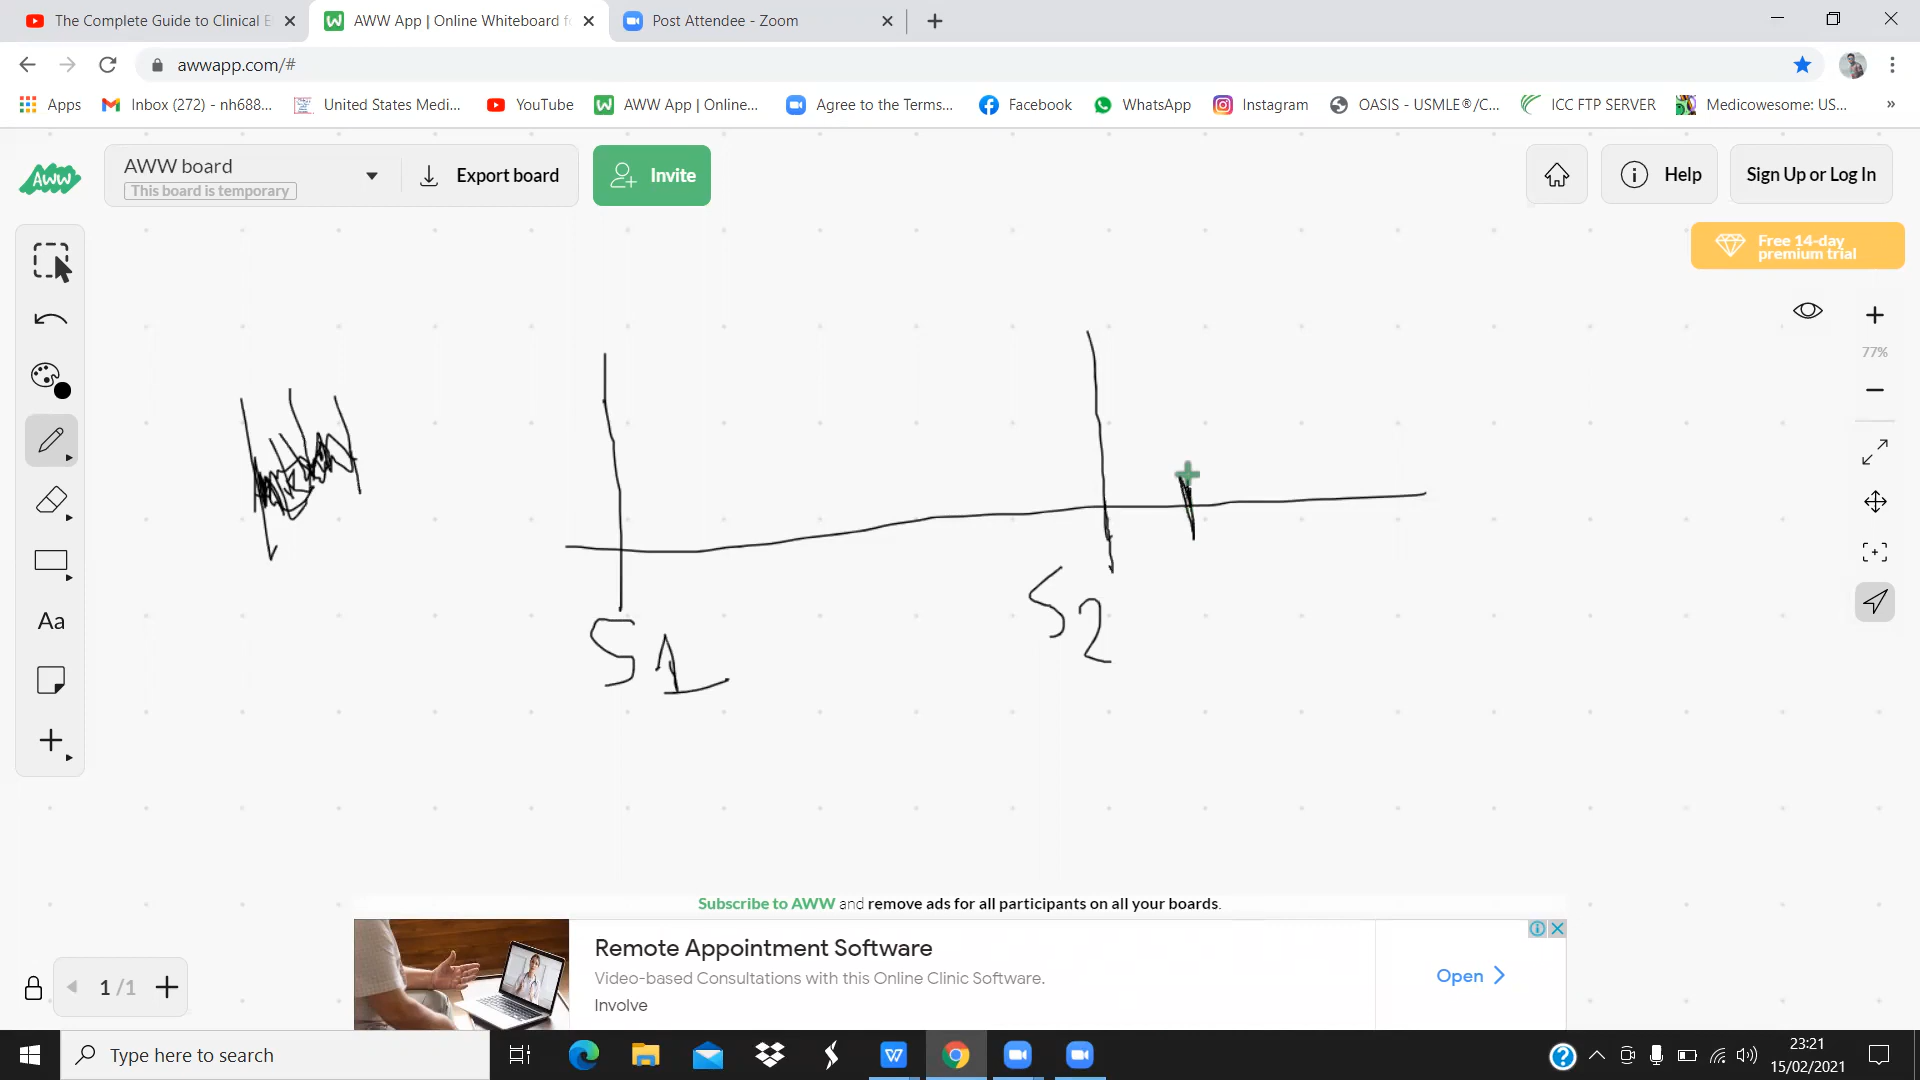 The Complete Guide to Clinical E
AWW App | Online Whiteboard f
Post Attendee - Zoom
awwapp.com/#
Apps
Inbox (272) - nh688...
United States Medi...
YouTube
AWW App | Online...
Agree to the Terms...
Facebook
WhatsApp
Instagram
OASIS - USMLE®/C...
ICC FTP SERVER
Medicowesome: US...
»
AWW
AWW board
This board is temporary
Export board
Invite
Help
Sign Up or Log In
Free 14-day
premium trial
77%
Aa
S1
S2
Subscribe to AWW and remove ads for all participants on all your boards.
Remote Appointment Software
Video-based Consultations with this Online Clinic Software.
Involve
Open
1 /1
Type here to search
23:21
15/02/2021